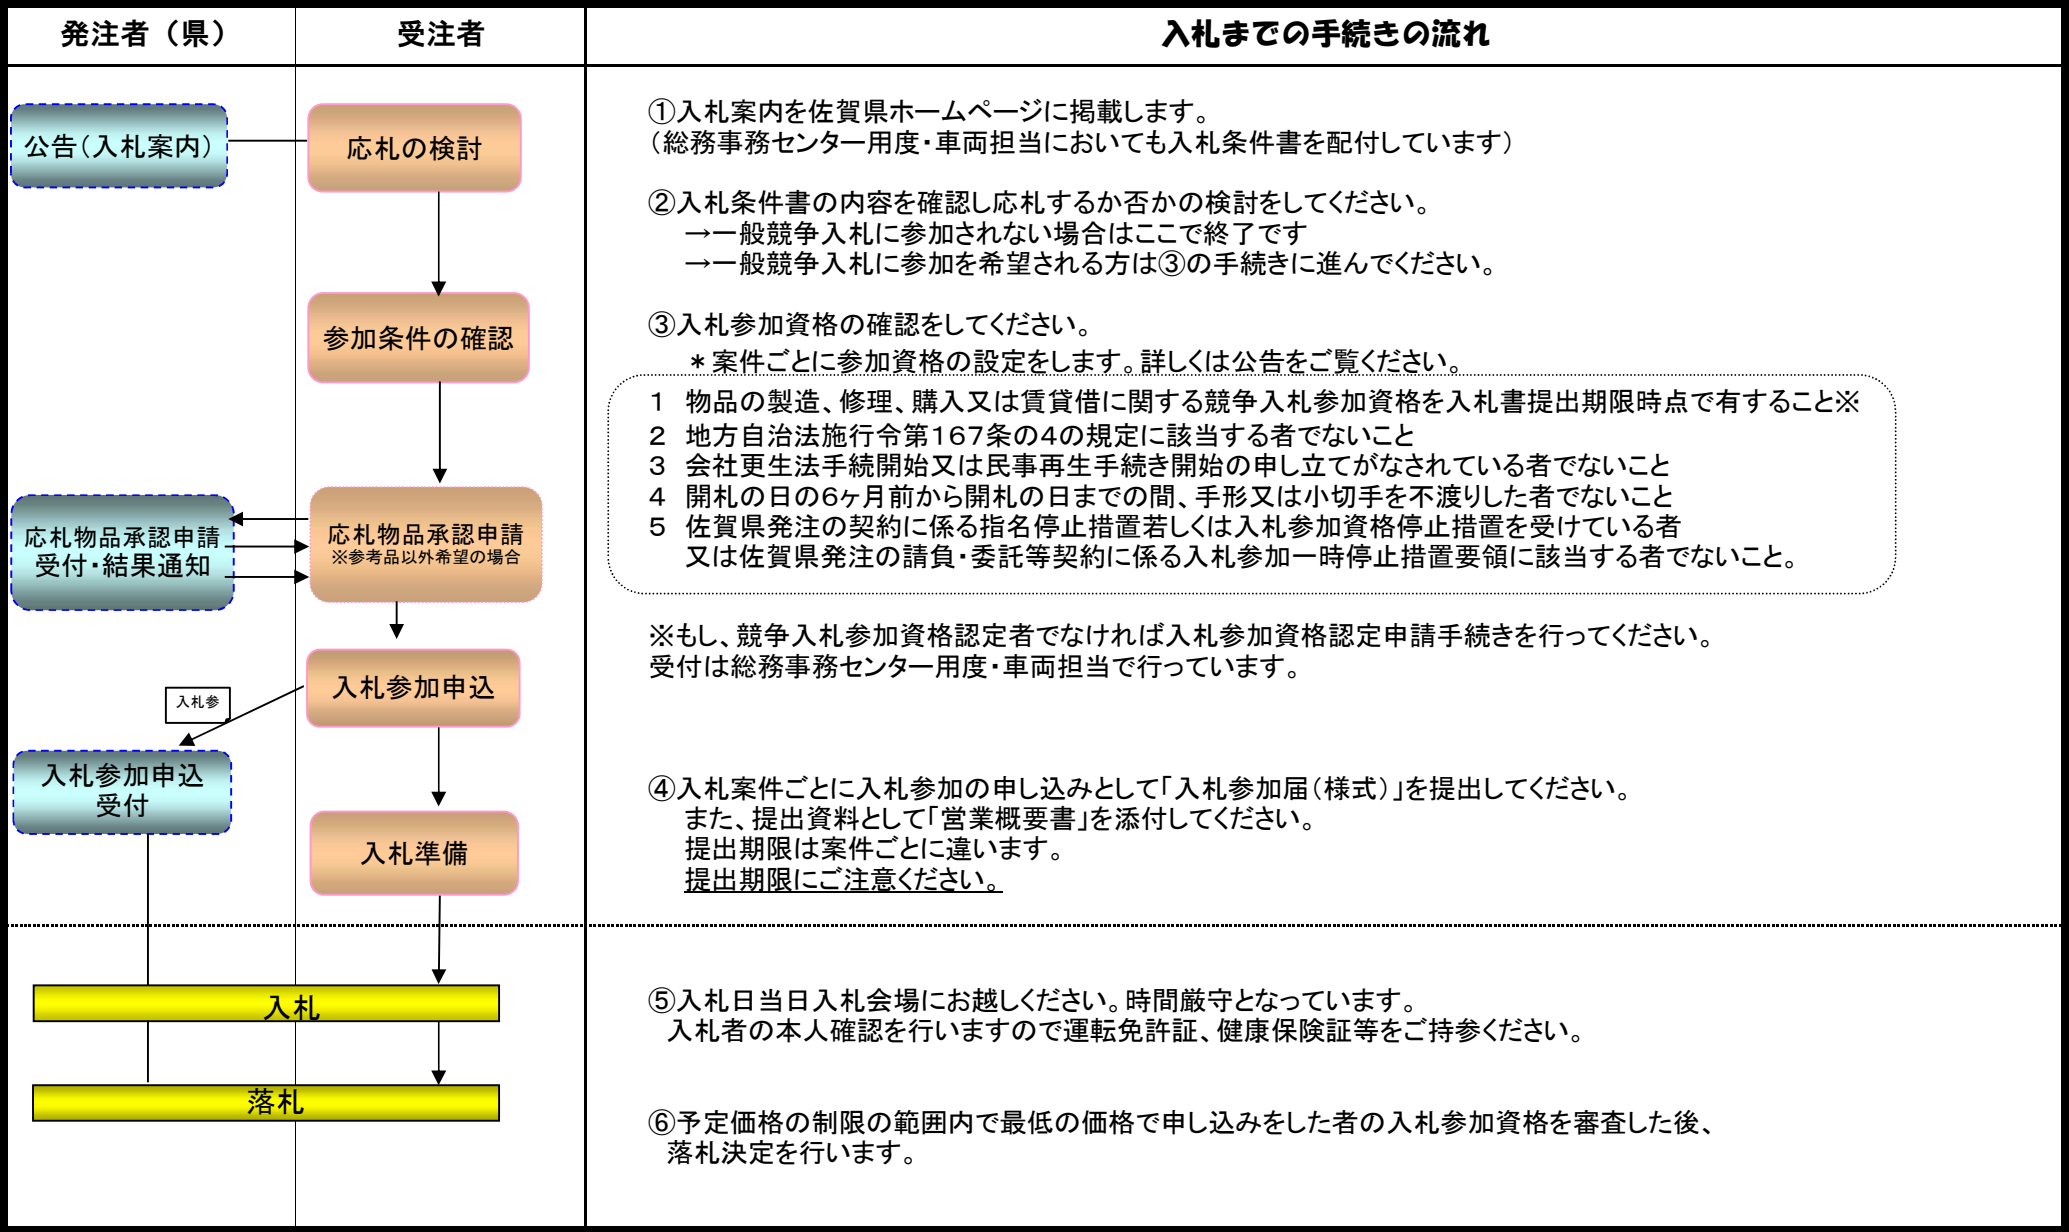 発注者（県）
受注者
入札までの手続きの流れ
公告（入札案内）
応札の検討
参加条件の確認
応札物品承認申請
受付・結果通知
応札物品承認申請
※参考品以外希望の場合
入札参加申込
入札参
入札参加申込
受付
入札準備
入札
落札
①入札案内を佐賀県ホームページに掲載します。
（総務事務センター用度・車両担当においても入札条件書を配付しています）
②入札条件書の内容を確認し応札するか否かの検討をしてください。
→一般競争入札に参加されない場合はここで終了です
→一般競争入札に参加を希望される方は③の手続きに進んでください。
③入札参加資格の確認をしてください。
＊案件ごとに参加資格の設定をします。詳しくは公告をご覧ください。
１　物品の製造、修理、購入又は賃貸借に関する競争入札参加資格を入札書提出期限時点で有すること※
２　地方自治法施行令第１６７条の４の規定に該当する者でないこと
３　会社更生法手続開始又は民事再生手続き開始の申し立てがなされている者でないこと
４　開札の日の６ヶ月前から開札の日までの間、手形又は小切手を不渡りした者でないこと
５　佐賀県発注の契約に係る指名停止措置若しくは入札参加資格停止措置を受けている者
又は佐賀県発注の請負・委託等契約に係る入札参加一時停止措置要領に該当する者でないこと。
※もし、競争入札参加資格認定者でなければ入札参加資格認定申請手続きを行ってください。
受付は総務事務センター用度・車両担当で行っています。
④入札案件ごとに入札参加の申し込みとして「入札参加届（様式）」を提出してください。
また、提出資料として「営業概要書」を添付してください。
提出期限は案件ごとに違います。
提出期限にご注意ください。
⑤入札日当日入札会場にお越しください。時間厳守となっています。
入札者の本人確認を行いますので運転免許証、健康保険証等をご持参ください。
⑥予定価格の制限の範囲内で最低の価格で申し込みをした者の入札参加資格を審査した後、
落札決定を行います。